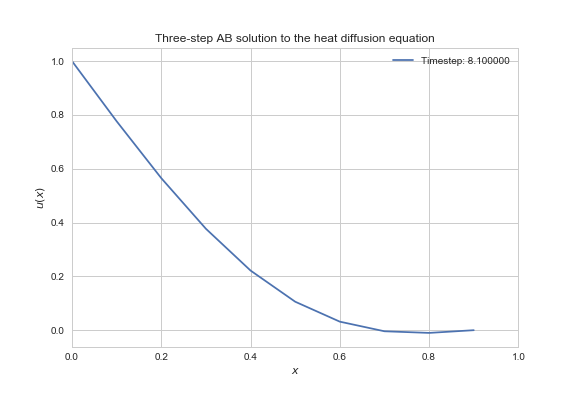 Three-step AB solution to the heat diffusion equation
Timestep: 8.100000
1.0
0.8
0.6
0.4
0.2
0.0
u(x)
0.0 0.2 0.4 0.6 0.8 1.0
x